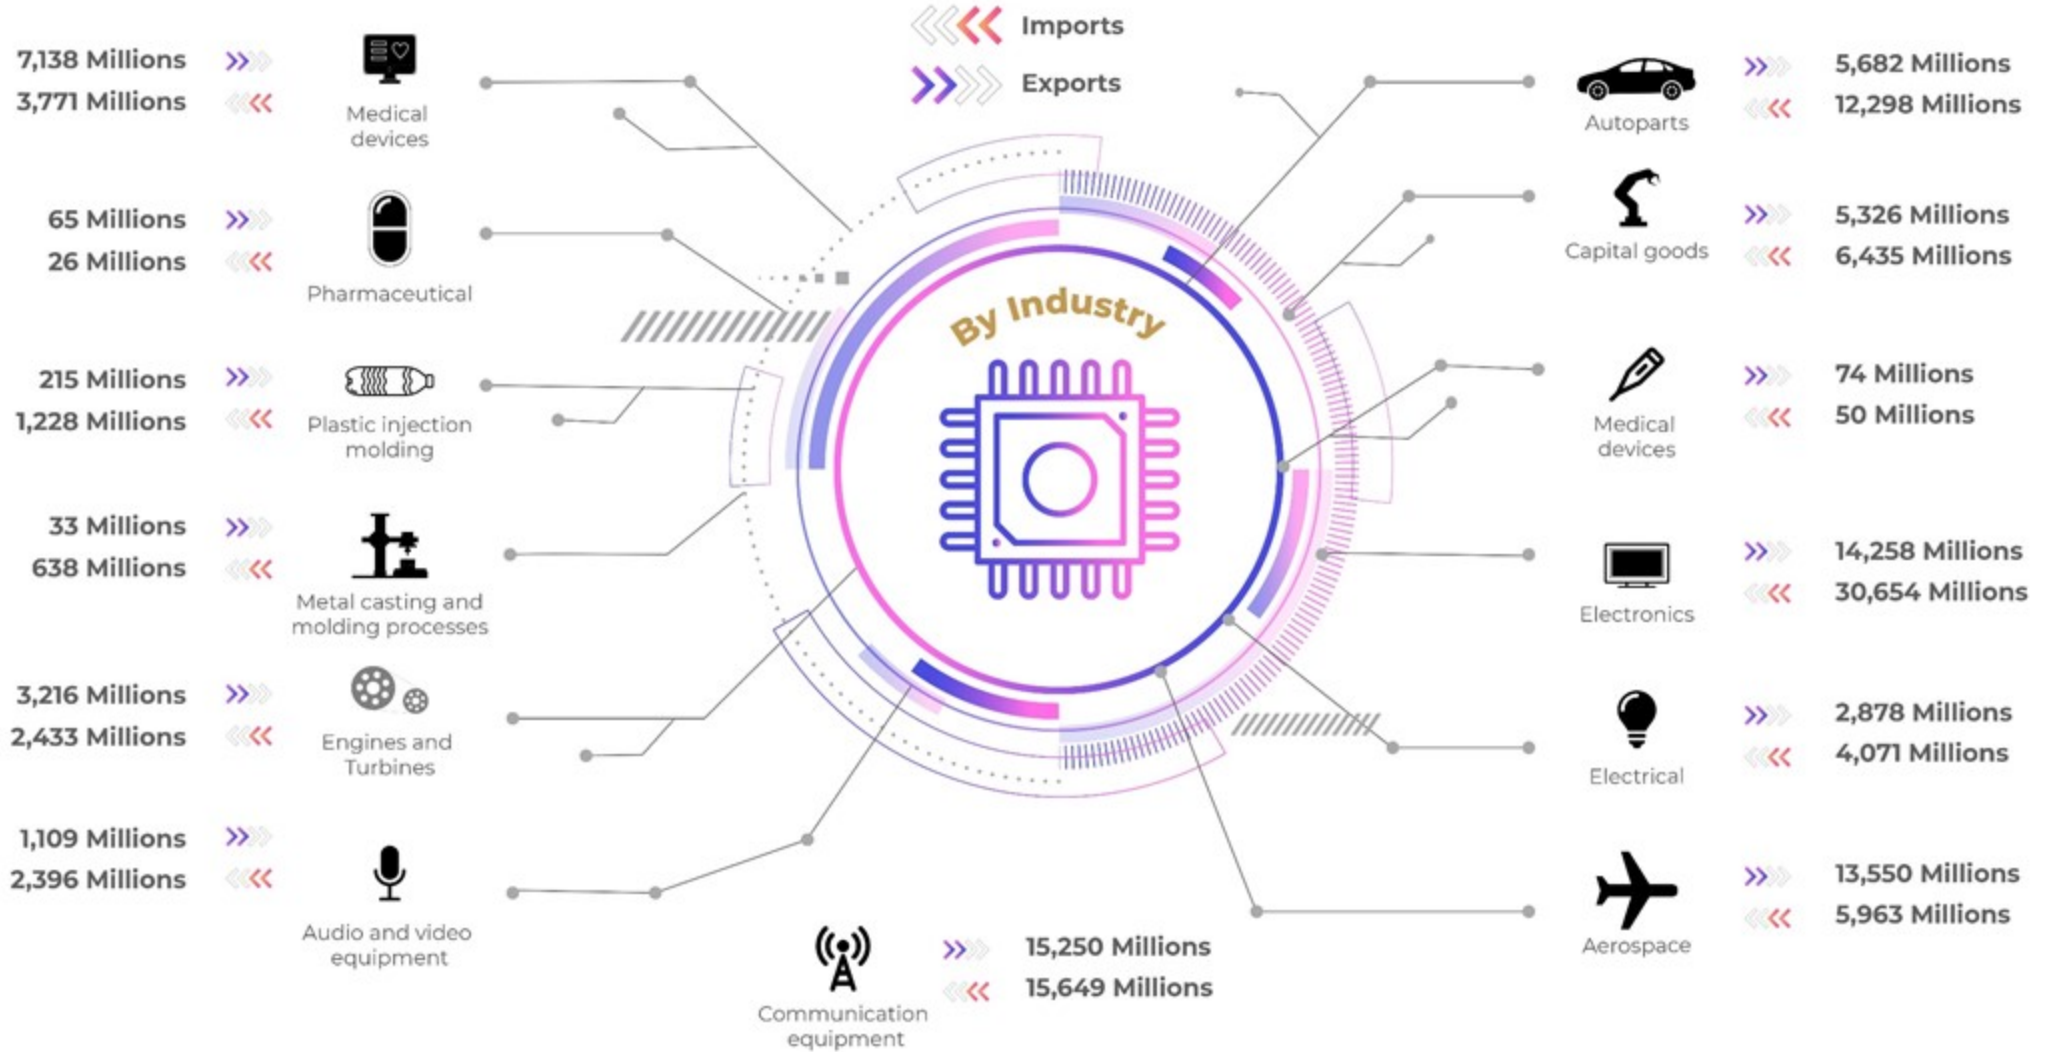 Imports
Exports
By Industry
7,138 Millions
3,771 Millions
Medical
devices
65 Millions
26 Millions
Pharmaceutical
215 Millions
1,228 Millions
Plastic injection
molding
33 Millions
638 Millions
Metal casting and
molding processes
3,216 Millions
2,433 Millions
Engines and
Turbines
1,109 Millions
2,396 Millions
Audio and video
equipment
Communication
equipment
15,250 Millions
15,649 Millions
Autoparts
5,682 Millions
12,298 Millions
Capital goods
5,326 Millions
6,435 Millions
Medical
devices
74 Millions
50 Millions
Electronics
14,258 Millions
30,654 Millions
Electrical
2,878 Millions
4,071 Millions
Aerospace
13,550 Millions
5,963 Millions